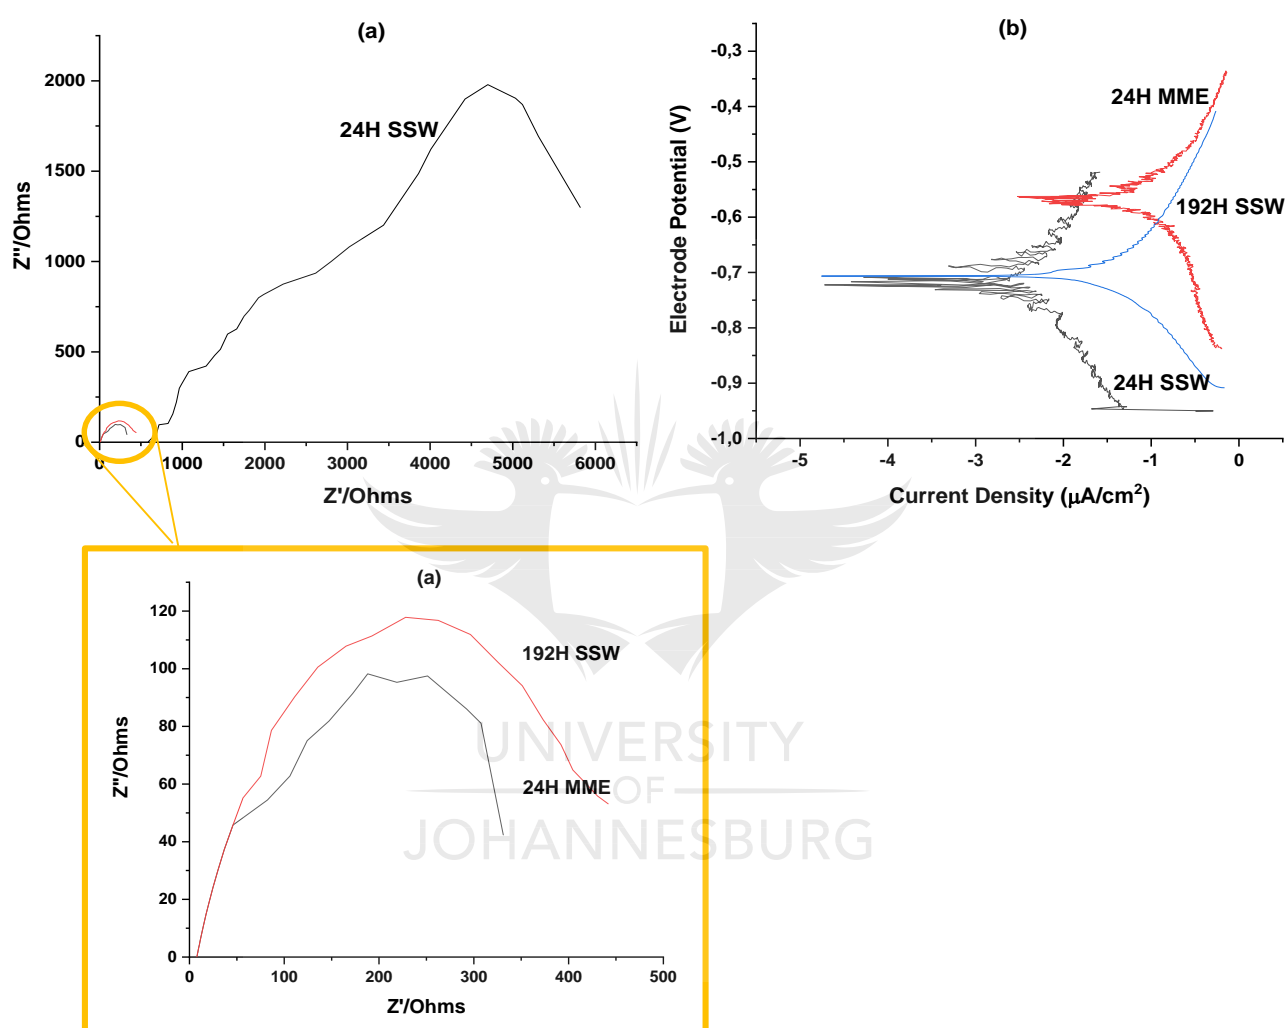 (a)
2000
1500
1000
500
0
Z''/Ohms
24H SSW
0
1000
2000
3000
4000
5000
6000
Z'/Ohms
(b)
-0,3
-0,4
-0,5
-0,6
-0,7
-0,8
-0,9
-1,0
Electrode Potential (V)
24H MME
192H SSW
24H SSW
-5
-4
-3
-2
-1
0
Current Density (μA/cm²)
(a)
120
100
80
60
40
20
0
Z''/Ohms
192H SSW
24H MME
0
100
200
300
400
500
Z'/Ohms
UNIVERSITY
OF
JOHANNESBURG